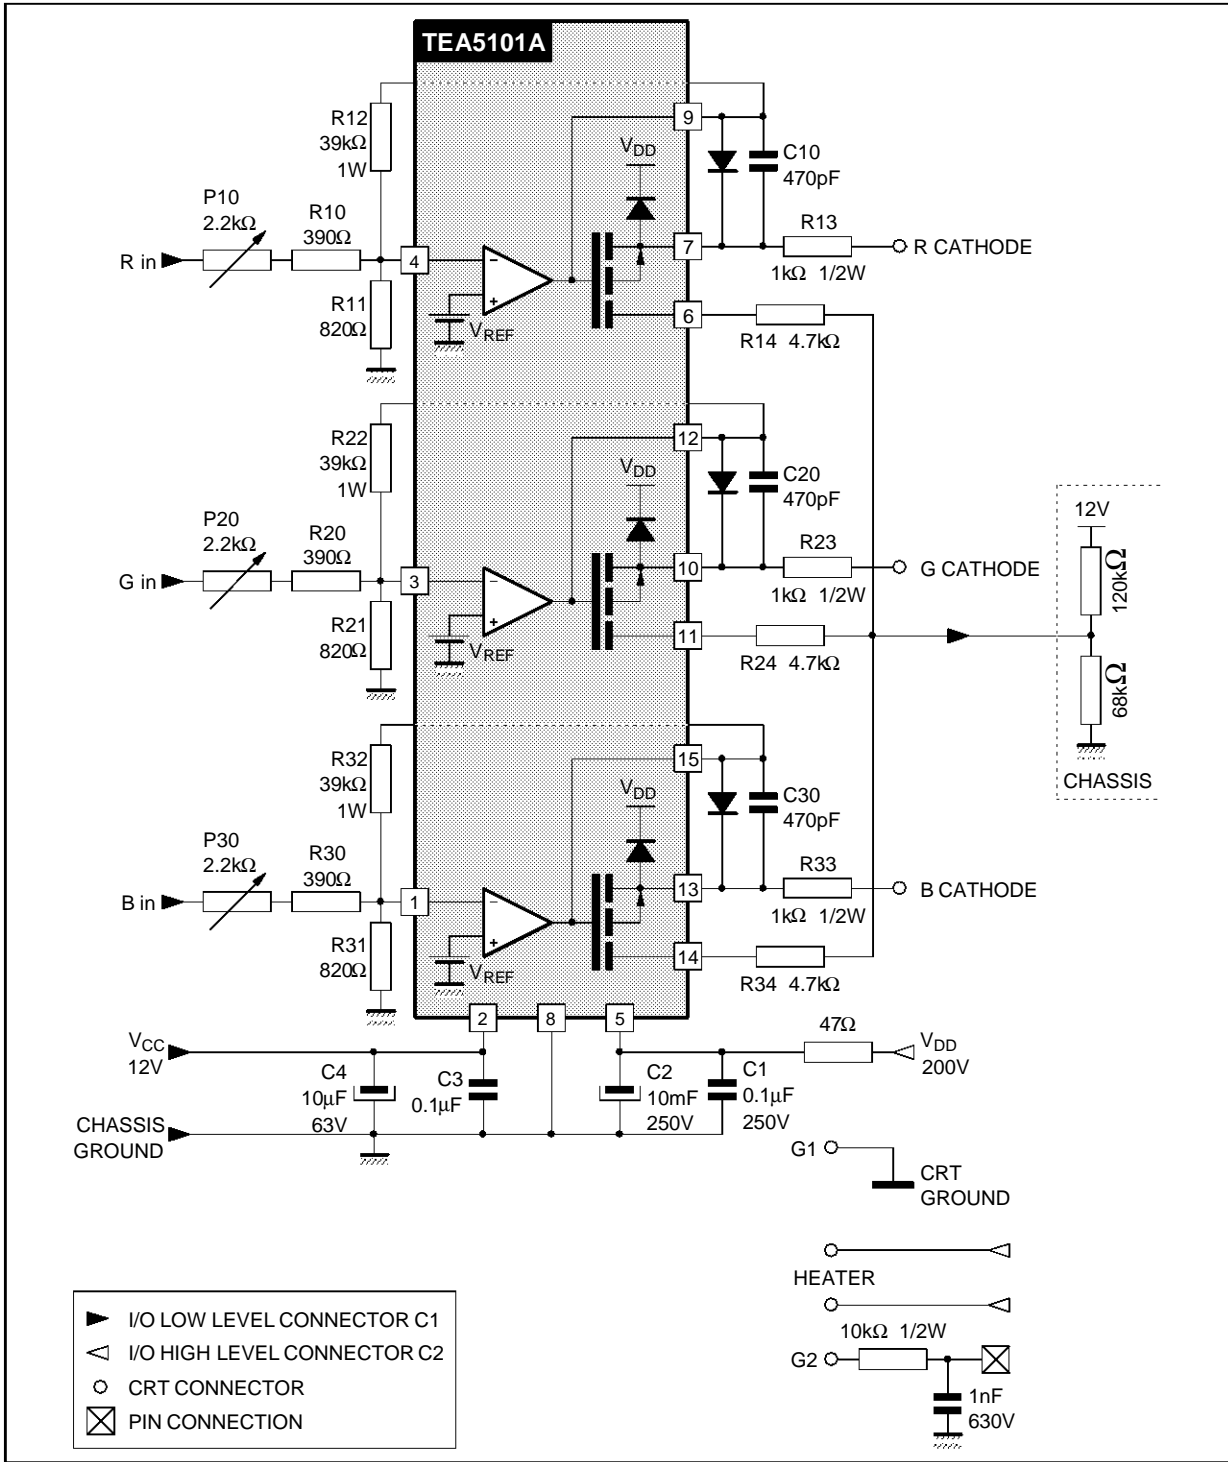 TEA5101A
R12
39kΩ
1W
9
VDD
C10
470pF
P10
2.2kΩ
R10
390Ω
R13
R in
4
7
R CATHODE
1kΩ 1/2W
R11
820Ω
VREF
6
R14 4.7kΩ
R22
39kΩ
1W
12
VDD
C20
470pF
P20
2.2kΩ
R20
390Ω
R23
G in
3
10
G CATHODE
1kΩ 1/2W
R21
820Ω
VREF
11
R24 4.7kΩ
12V
120kΩ
68kΩ
CHASSIS
R32
39kΩ
1W
15
VDD
C30
470pF
P30
2.2kΩ
R30
390Ω
R33
B in
1
13
B CATHODE
1kΩ 1/2W
R31
820Ω
VREF
14
R34 4.7kΩ
2
8
5
47Ω
VCC
12V
VDD
200V
C4
10µF
63V
C3
0.1µF
C2
10mF
250V
C1
0.1µF
250V
CHASSIS
GROUND
G1
CRT
GROUND
HEATER
10kΩ 1/2W
G2
1nF
630V
I/O LOW LEVEL CONNECTOR C1
I/O HIGH LEVEL CONNECTOR C2
CRT CONNECTOR
PIN CONNECTION